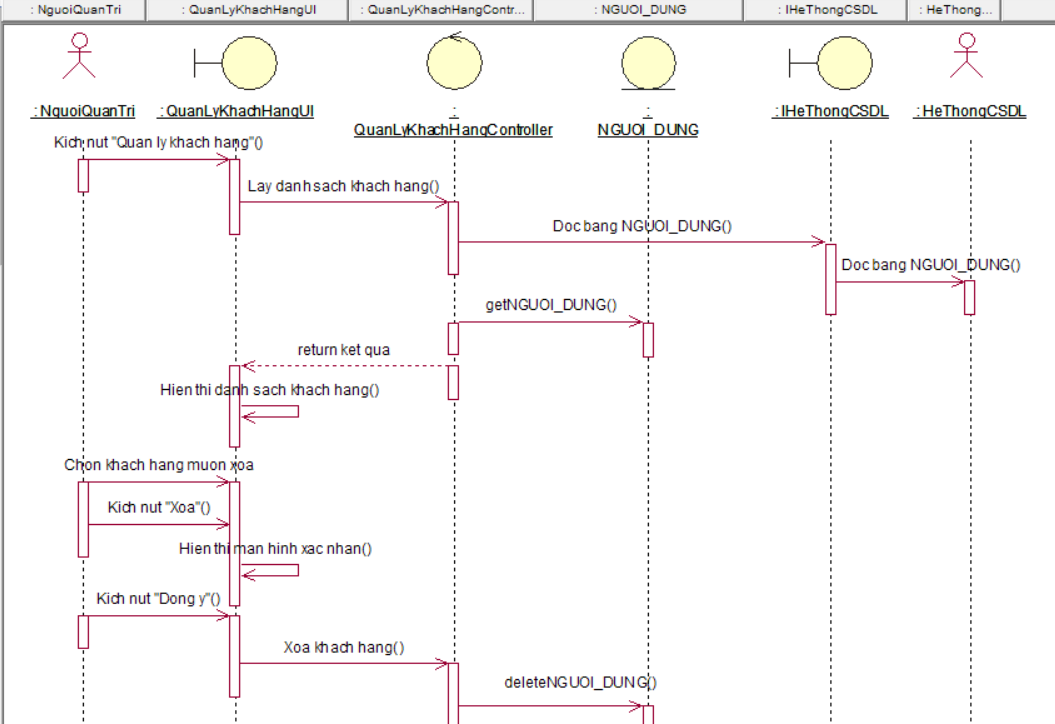 : NguoiQuanTri
: QuanLyKhachHangUI
: QuanLyKhachHangContr...
: NGUOI_DUNG
: IHeThongCSDL
: HeThong...
: NguoiQuanTri
: QuanLyKhachHangUI
:
QuanLyKhachHangController
:
NGUOI_DUNG
: IHeThongCSDL
: HeThongCSDL
Kich nut "Quan ly khach hang"()
Lay danh sach khach hang()
Doc bang NGUOI_DUNG()
Doc bang NGUOI_DUNG()
getNGUOI_DUNG()
return ket qua
Hien thi danh sach khach hang()
Chon khach hang muon xoa
Kich nut "Xoa"()
Hien thi man hinh xac nhan()
Kich nut "Dong y"()
Xoa khach hang()
deleteNGUOI_DUNG()